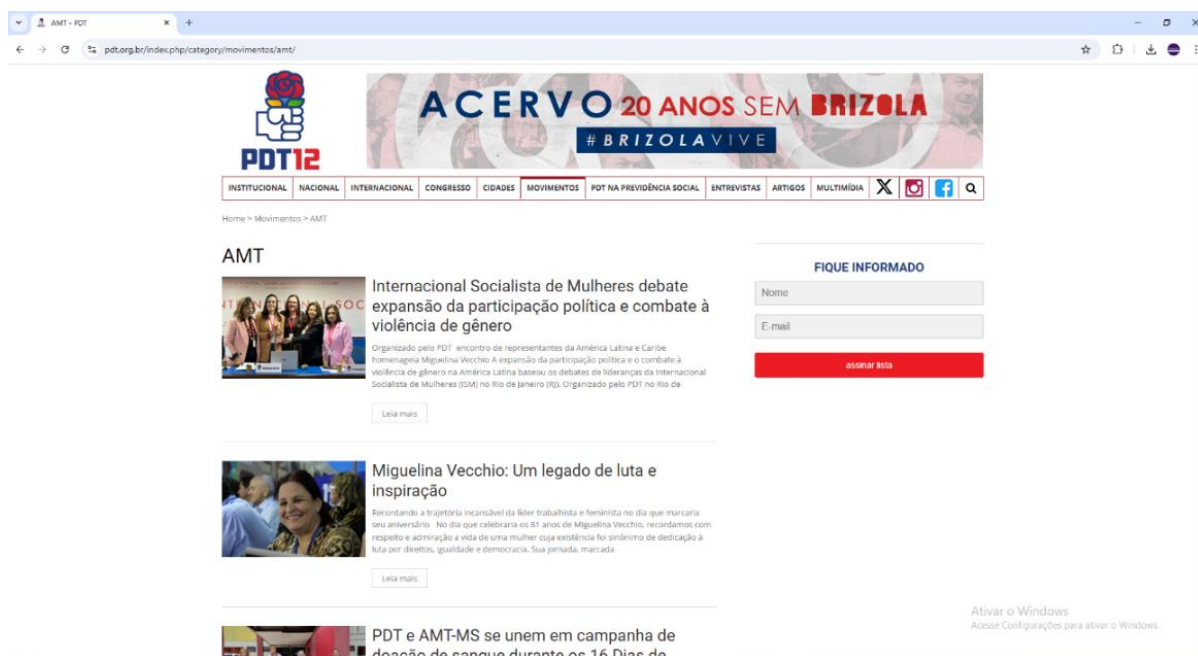 AMT - PDT
pdt.org.br/index.php/category/movimentos/amt/
PDT12
ACERVO 20 ANOS SEM BRIZOLA
#BRIZOLAVIVE
INSTITUCIONAL NACIONAL INTERNACIONAL CONGRESSO CIDADES MOVIMENTOS PDT NA PREVIDÊNCIA SOCIAL ENTREVISTAS ARTIGOS MULTIMÍDIA
Home > Movimentos > AMT
AMT
Internacional Socialista de Mulheres debate
expansão da participação política e combate à
violência de gênero
Organizado pelo PDT encontro de representantes da América Latina e Caribe
homenageia Miguelina Vecchio A expansão da participação política e o combate à
violência de gênero na América Latina baseou os debates de lideranças da Internacional
Socialista de Mulheres (ISM) no Rio de Janeiro (RJ). Organizado pelo PDT no Rio de
Leia mais
Miguelina Vecchio: Um legado de luta e
inspiração
Recordando a trajetória incansável da líder trabalhista e feminista no dia que marcaria
seu aniversário No dia que celebraria os 61 anos de Miguelina Vecchio, recordamos com
respeito e admiração a vida de uma mulher cuja existência foi sinônimo de dedicação à
luta por direitos, igualdade e democracia. Sua jornada, marcada
Leia mais
PDT e AMT-MS se unem em campanha de
doação de sangue durante os 16 Dias de
FIQUE INFORMADO
Nome
E-mail
assinar lista
Ativar o Windows
Acesse Configurações para ativar o Windows.